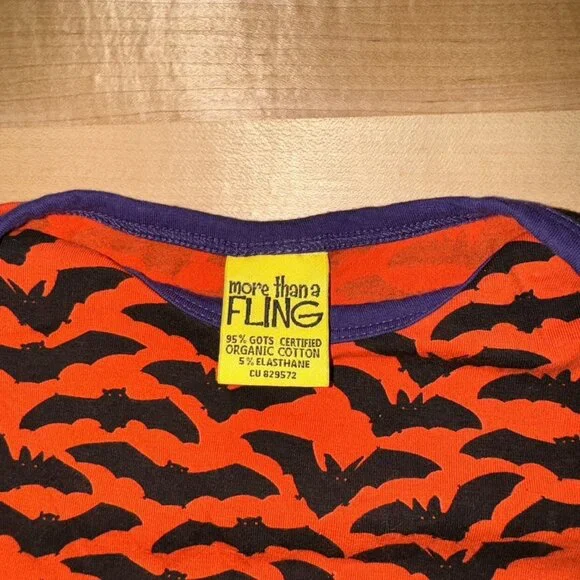 more than a
FLING
95% GOTS CERTIFIED
ORGANIC COTTON
5% ELASTHANE
CU 829572